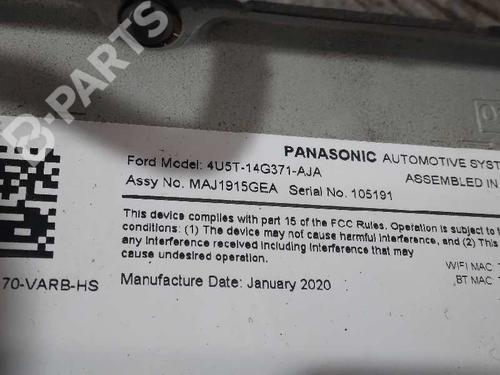 B-PARTS
PANASONIC AUTOMOTIVE SYSTE
Ford Model: 4U5T-14G371-AJA
ASSEMBLED IN
Assy No. MAJ1915GEA Serial No. 105191
This device complies with part 15 of the FCC Rules. Operation is subject to
conditions: (1) The device may not cause harmful interference, and (2) This
any interference received including interference that may
cause undesired operation.
WIFI MAC:
BT MAC:
70-VARB-HS
Manufacture Date: January 2020